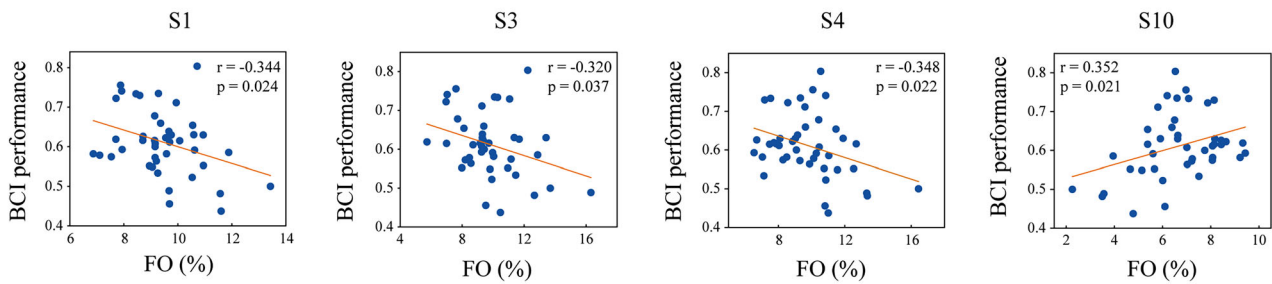 S1
S3
S4
S10
r = -0.344
p = 0.024
BCI performance
0.8
0.7
0.6
0.5
0.4
6
8
10
12
14
FO (%)
r = -0.320
p = 0.037
BCI performance
0.8
0.7
0.6
0.5
0.4
4
8
12
16
FO (%)
r = -0.348
p = 0.022
BCI performance
0.8
0.7
0.6
0.5
0.4
8
12
16
FO (%)
r = 0.352
p = 0.021
BCI performance
0.8
0.7
0.6
0.5
0.4
2
4
6
8
10
FO (%)